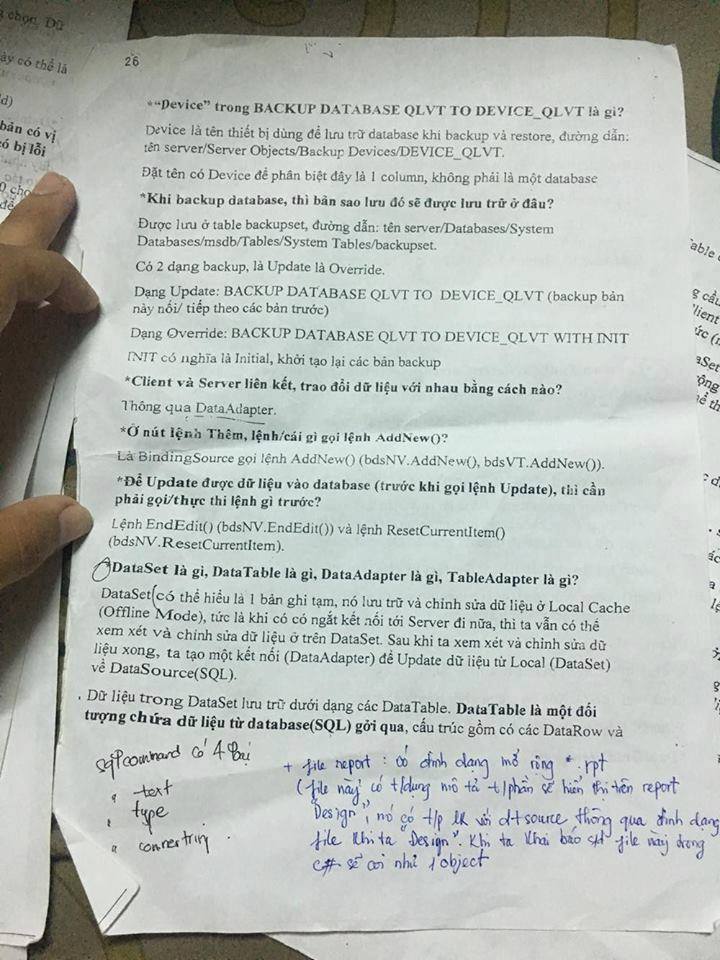 26
*“Device” trong BACKUP DATABASE QLVT TO DEVICE_QLVT là gì?
Device là tên thiết bị dùng để lưu trữ database khi backup và restore, đường dẫn:
tên server/Server Objects/Backup Devices/DEVICE_QLVT.
Đặt tên có Device để phân biệt đây là 1 column, không phải là một database
*Khi backup database, thì bản sao lưu đó sẽ được lưu trữ ở đâu?
Được lưu ở table backupset, đường dẫn: tên server/Databases/System
Databases/msdb/Tables/System Tables/backupset.
Có 2 dạng backup, là Update là Override.
Dạng Update: BACKUP DATABASE QLVT TO DEVICE_QLVT (backup bản
này nối/ tiếp theo các bản trước)
Dạng Override: BACKUP DATABASE QLVT TO DEVICE_QLVT WITH INIT
INIT có nghĩa là Initial, khởi tạo lại các bản backup
*Client và Server liên kết, trao đổi dữ liệu với nhau bằng cách nào?
Thông qua DataAdapter.
*Ở nút lệnh Thêm, lệnh/cái gì gọi lệnh AddNew()?
Là BindingSource gọi lệnh AddNew() (bdsNV.AddNew(), bdsVT.AddNew()).
*Để Update được dữ liệu vào database (trước khi gọi lệnh Update), thì cần
phải gọi/thực thi lệnh gì trước?
Lệnh EndEdit() (bdsNV.EndEdit()) và lệnh ResetCurrentItem()
(bdsNV.ResetCurrentItem).
*DataSet là gì, DataTable là gì, DataAdapter là gì, TableAdapter là gì?
DataSet có thể hiểu là 1 bản ghi tạm, nó lưu trữ và chỉnh sửa dữ liệu ở Local Cache
(Offline Mode), tức là khi có có ngắt kết nối tới Server đi nữa, thì ta vẫn có thể
xem xét và chỉnh sửa dữ liệu ở trên DataSet. Sau khi ta xem xét và chỉnh sửa dữ
liệu xong, ta tạo một kết nối (DataAdapter) để Update dữ liệu từ Local (DataSet)
về DataSource(SQL).
Dữ liệu trong DataSet lưu trữ dưới dạng các DataTable. DataTable là một đối
tượng chứa dữ liệu từ database(SQL) gởi qua, cấu trúc gồm có các DataRow và
sqlcommand có 4 loại
" text
" type
+ file report : có định dạng mở rộng *.rpt
(file này có t/dụng mô tả t/phần sẽ hiển thị trên report
Design", nó có t/p lk với dtsource thông qua định dạng
file khi ta "Design". Khi ta khai báo file này trong
C# sẽ coi như 1 object